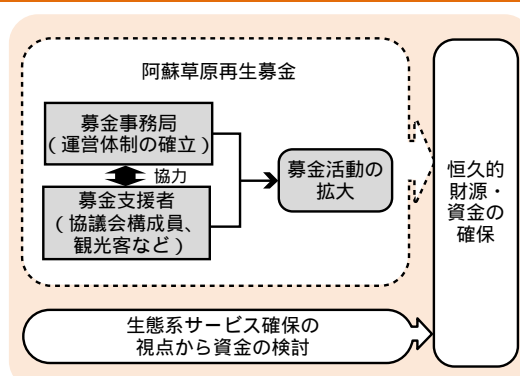 阿蘇草原再生募金
募金事務局
(運営体制の確立)
協力
募金支援者
(協議会構成員、
観光客など)
募金活動の
拡大
恒久的
財源・
資金の
確保
生態系サービス確保の
視点から資金の検討